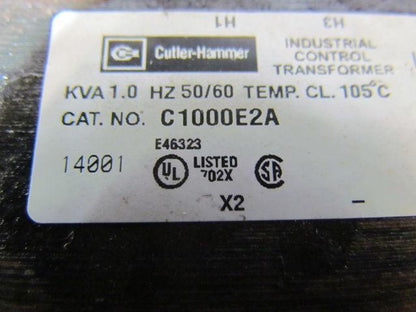 H1 H3
Cutler-Hammer
INDUSTRIAL
CONTROL
TRANSFORMER
KVA 1.0 HZ 50/60 TEMP. CL. 105°C
CAT. NO. C1000E2A
E46323
14001 UL LISTED SA
702X
X2 –